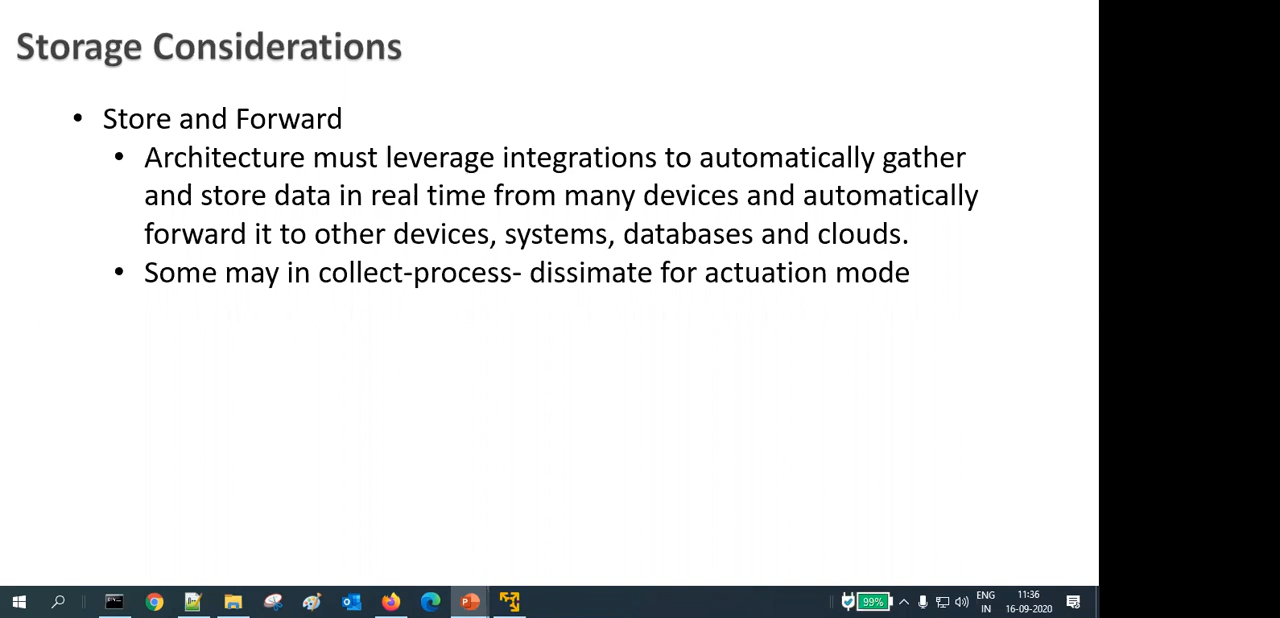 Storage Considerations
• Store and Forward
• Architecture must leverage integrations to automatically gather
and store data in real time from many devices and automatically
forward it to other devices, systems, databases and clouds.
• Some may in collect-process- dissimate for actuation mode
99%
ENG
IN
11:36
16-09-2020